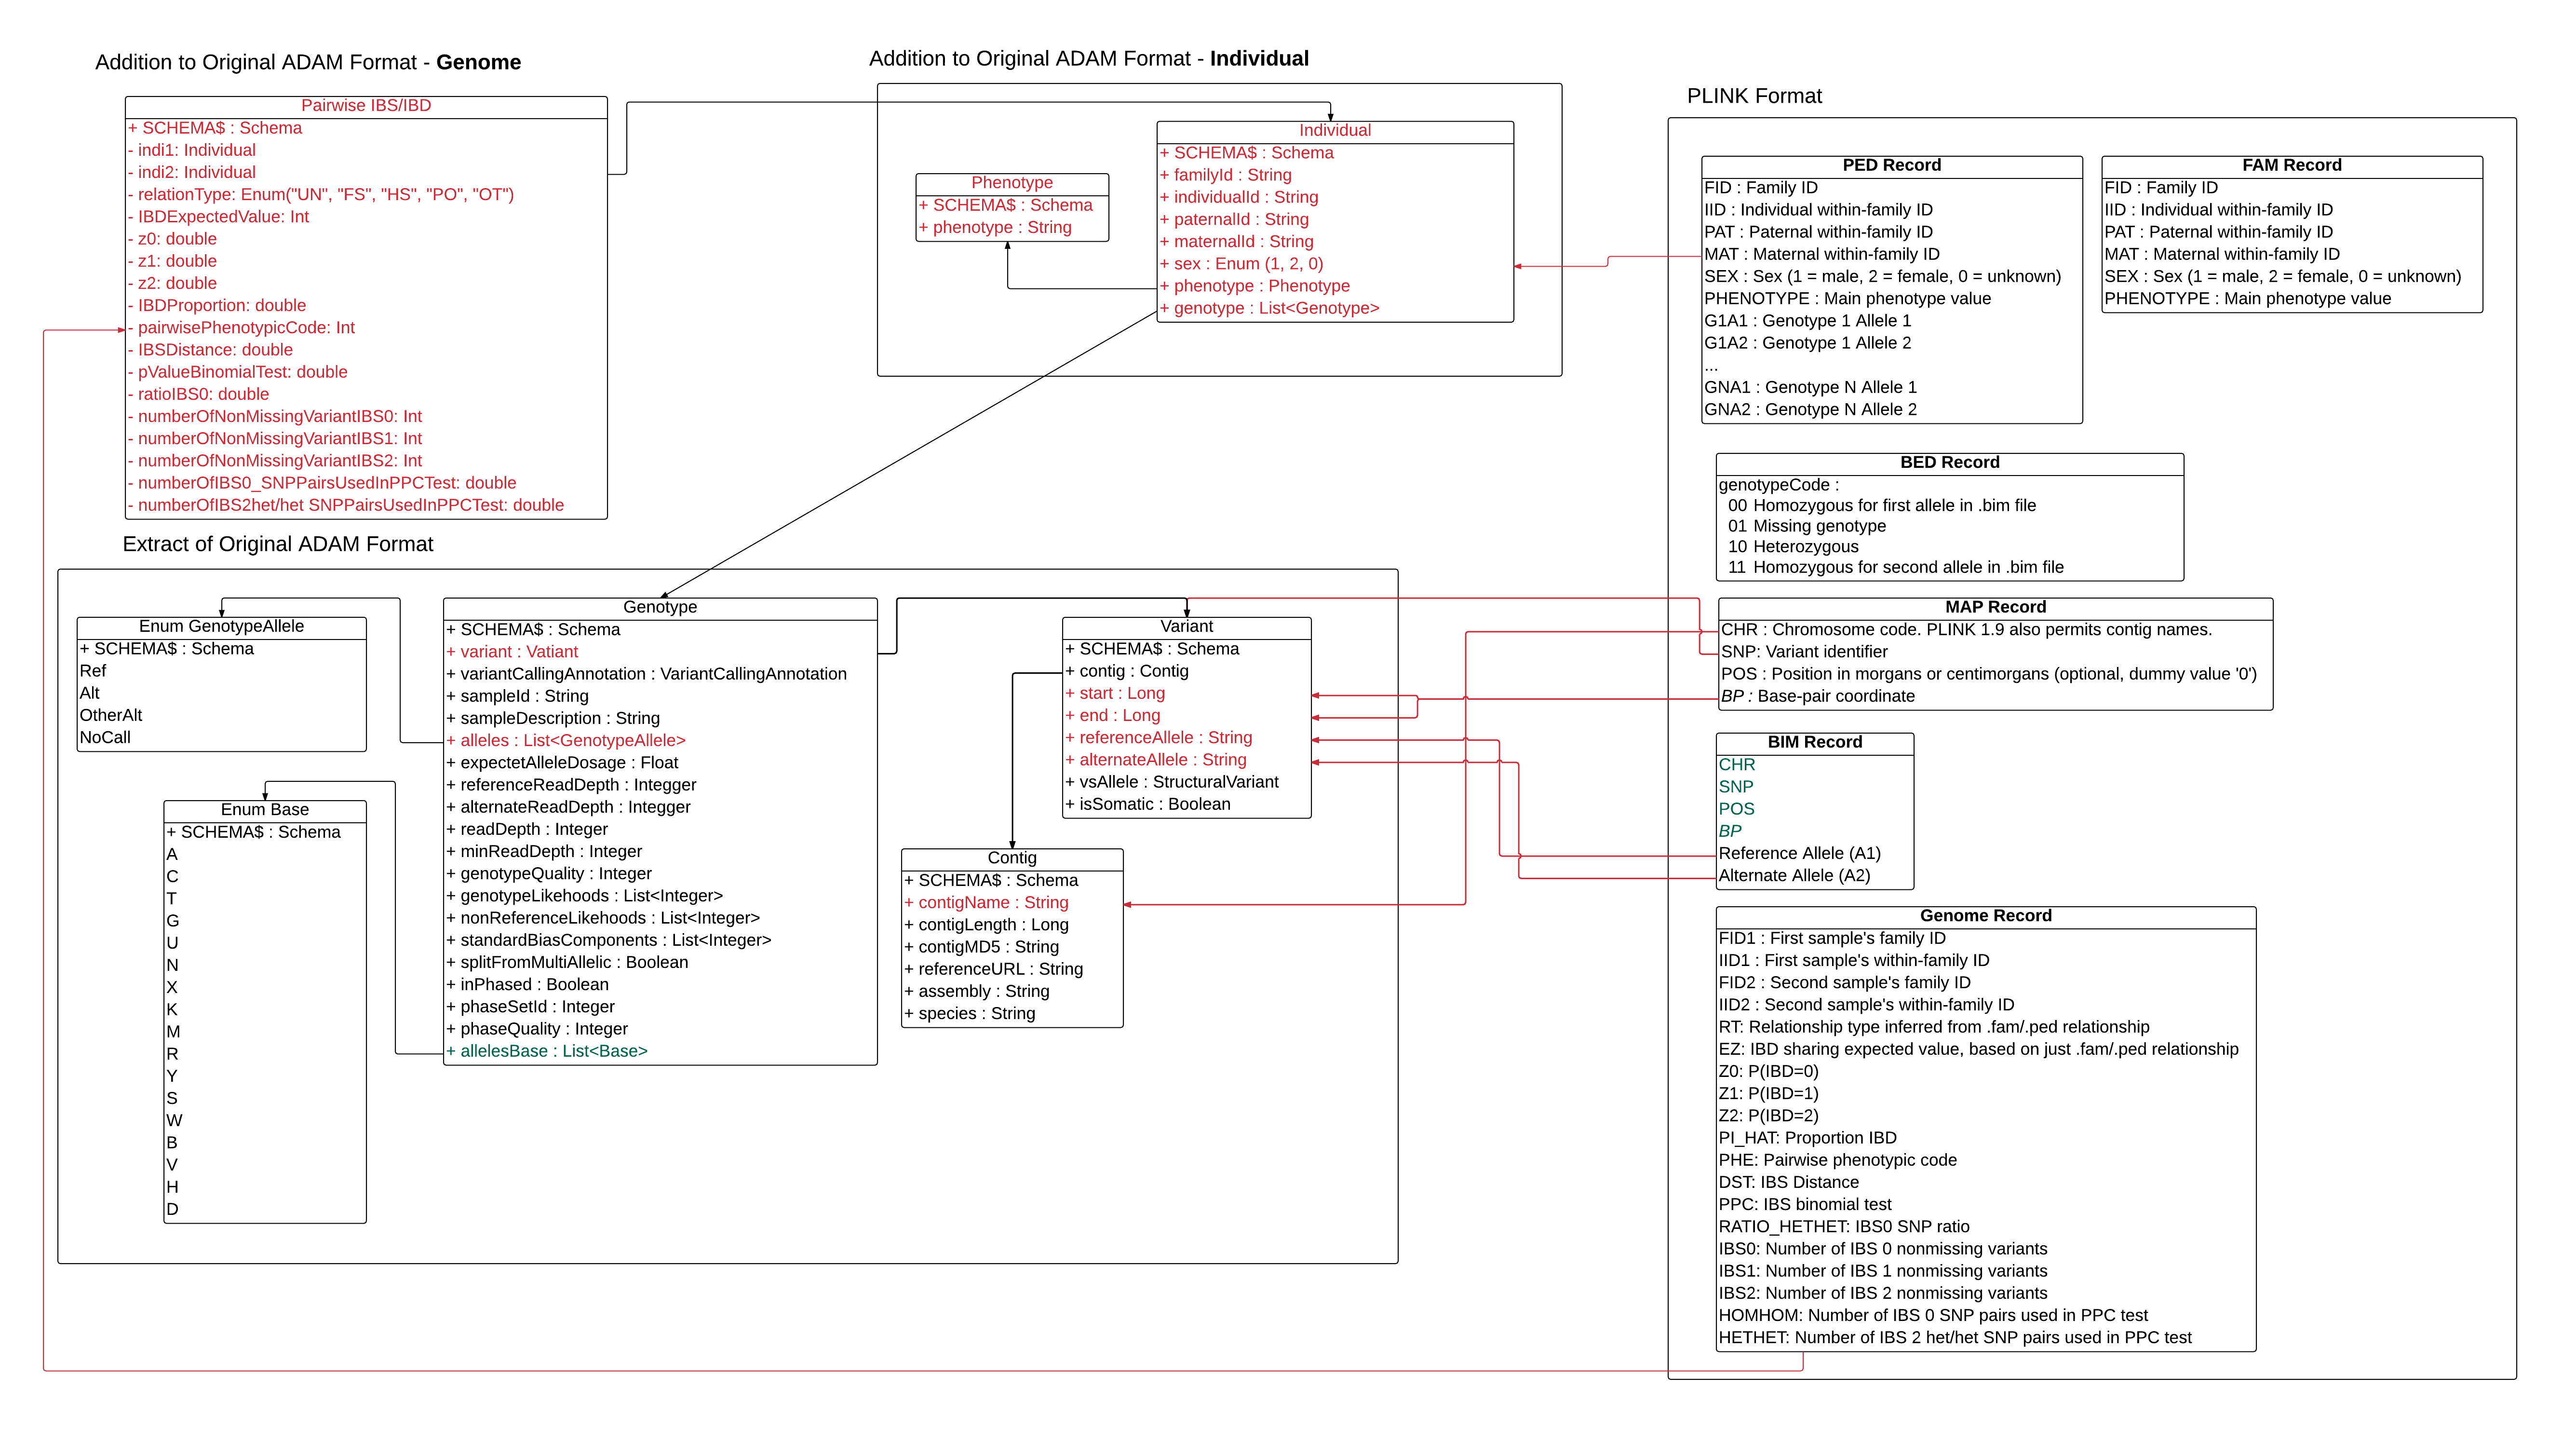 Addition to Original ADAM Format - Genome
Pairwise IBS/IBD
+ SCHEMA$ : Schema
- indi1: Individual
- indi2: Individual
- relationType: Enum("UN", "FS", "HS", "PO", "OT")
- IBDExpectedValue: Int
- z0: double
- z1: double
- z2: double
- IBDProportion: double
- pairwisePhenotypicCode: Int
- IBSDistance: double
- pValueBinomialTest: double
- ratioIBS0: double
- numberOfNonMissingVariantIBS0: Int
- numberOfNonMissingVariantIBS1: Int
- numberOfNonMissingVariantIBS2: Int
- numberOfIBS0_SNPPairsUsedInPPCTest: double
- numberOfIBS2het/het SNPPairsUsedInPPCTest: double
Addition to Original ADAM Format - Individual
Phenotype
+ SCHEMA$ : Schema
+ phenotype : String
Individual
+ SCHEMA$ : Schema
+ familyId : String
+ individualId : String
+ paternalId : String
+ maternalId : String
+ sex : Enum (1, 2, 0)
+ phenotype : Phenotype
+ genotype : List<Genotype>
Extract of Original ADAM Format
Enum GenotypeAllele
+ SCHEMA$ : Schema
Ref
Alt
OtherAlt
NoCall
Enum Base
+ SCHEMA$ : Schema
A
C
T
G
U
N
X
K
M
R
Y
S
W
B
V
H
D
Genotype
+ SCHEMA$ : Schema
+ variant : Vatiant
+ variantCallingAnnotation : VariantCallingAnnotation
+ sampleId : String
+ sampleDescription : String
+ alleles : List<GenotypeAllele>
+ expectetAlleleDosage : Float
+ referenceReadDepth : Integger
+ alternateReadDepth : Integger
+ readDepth : Integer
+ minReadDepth : Integer
+ genotypeQuality : Integer
+ genotypeLikehoods : List<Integer>
+ nonReferenceLikehoods : List<Integer>
+ standardBiasComponents : List<Integer>
+ splitFromMultiAllelic : Boolean
+ inPhased : Boolean
+ phaseSetId : Integer
+ phaseQuality : Integer
+ allelesBase : List<Base>
Variant
+ SCHEMA$ : Schema
+ contig : Contig
+ start : Long
+ end : Long
+ referenceAllele : String
+ alternateAllele : String
+ vsAllele : StructuralVariant
+ isSomatic : Boolean
Contig
+ SCHEMA$ : Schema
+ contigName : String
+ contigLength : Long
+ contigMD5 : String
+ referenceURL : String
+ assembly : String
+ species : String
PLINK Format
PED Record
FID : Family ID
IID : Individual within-family ID
PAT : Paternal within-family ID
MAT : Maternal within-family ID
SEX : Sex (1 = male, 2 = female, 0 = unknown)
PHENOTYPE : Main phenotype value
G1A1 : Genotype 1 Allele 1
G1A2 : Genotype 1 Allele 2
...
GNA1 : Genotype N Allele 1
GNA2 : Genotype N Allele 2
FAM Record
FID : Family ID
IID : Individual within-family ID
PAT : Paternal within-family ID
MAT : Maternal within-family ID
SEX : Sex (1 = male, 2 = female, 0 = unknown)
PHENOTYPE : Main phenotype value
BED Record
genotypeCode :
00 Homozygous for first allele in .bim file
01 Missing genotype
10 Heterozygous
11 Homozygous for second allele in .bim file
MAP Record
CHR : Chromosome code. PLINK 1.9 also permits contig names.
SNP: Variant identifier
POS : Position in morgans or centimorgans (optional, dummy value '0')
BP : Base-pair coordinate
BIM Record
CHR
SNP
POS
BP
Reference Allele (A1)
Alternate Allele (A2)
Genome Record
FID1 : First sample's family ID
IID1 : First sample's within-family ID
FID2 : Second sample's family ID
IID2 : Second sample's within-family ID
RT: Relationship type inferred from .fam/.ped relationship
EZ: IBD sharing expected value, based on just .fam/.ped relationship
Z0: P(IBD=0)
Z1: P(IBD=1)
Z2: P(IBD=2)
PI_HAT: Proportion IBD
PHE: Pairwise phenotypic code
DST: IBS Distance
PPC: IBS binomial test
RATIO_HETHET: IBS0 SNP ratio
IBS0: Number of IBS 0 nonmissing variants
IBS1: Number of IBS 1 nonmissing variants
IBS2: Number of IBS 2 nonmissing variants
HOMHOM: Number of IBS 0 SNP pairs used in PPC test
HETHET: Number of IBS 2 het/het SNP pairs used in PPC test